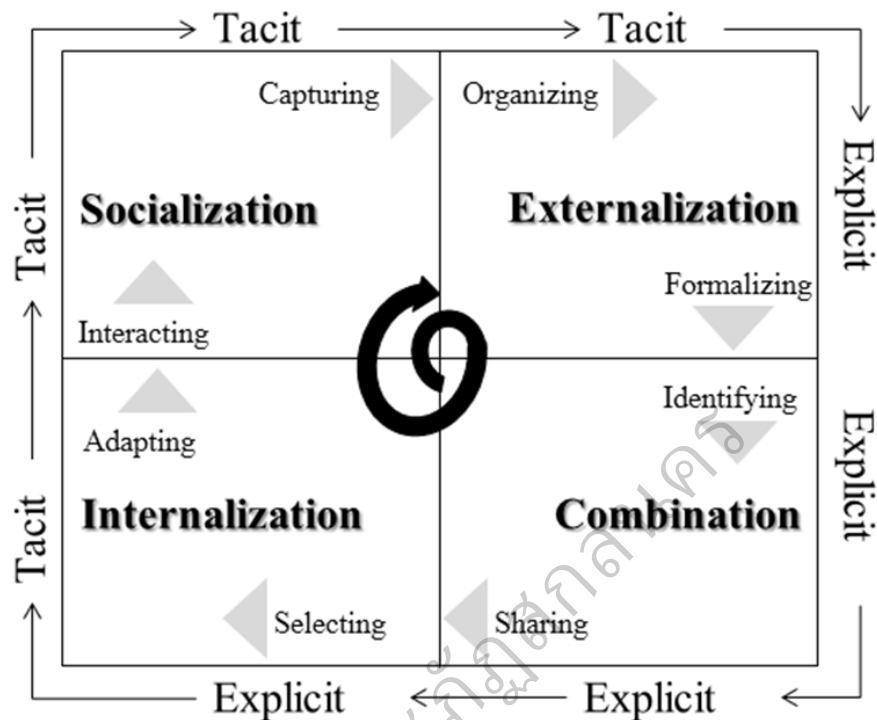 Tacit
Tacit
Capturing
Organizing
Tacit
Explicit
Socialization
Externalization
Interacting
Formalizing
Adapting
Identifying
Tacit
Explicit
Internalization
Combination
Selecting
Sharing
Explicit
Explicit